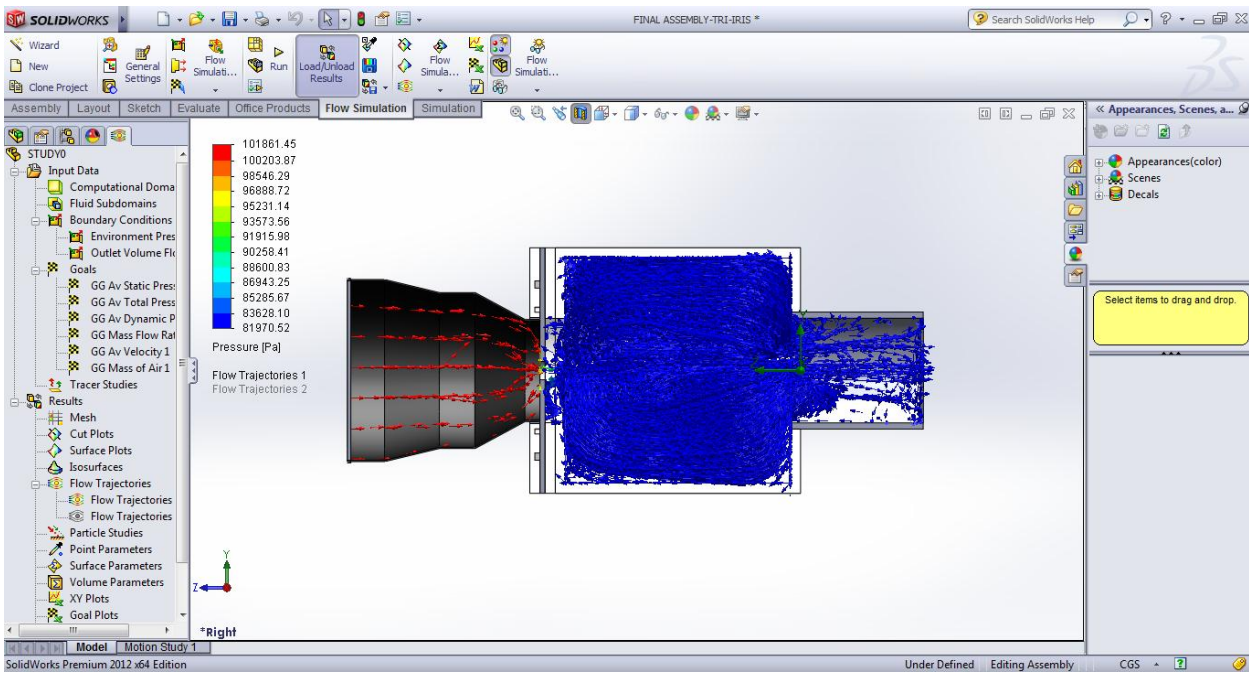 SOLIDWORKS
FINAL ASSEMBLY-TRI-IRIS *
Search SolidWorks Help
Wizard
New
Clone Project
General Settings
Flow Simulati...
Run
Load/Unload Results
Flow Simula...
Flow Simulati...
Assembly Layout Sketch Evaluate Office Products Flow Simulation Simulation
« Appearances, Scenes, a...
STUDY0
Input Data
Computational Doma
Fluid Subdomains
Boundary Conditions
Environment Pres
Outlet Volume Flo
Goals
GG Av Static Press
GG Av Total Press
GG Av Dynamic P
GG Mass Flow Rat
GG Av Velocity 1
GG Mass of Air 1
Tracer Studies
Results
Mesh
Cut Plots
Surface Plots
Isosurfaces
Flow Trajectories
Flow Trajectories
Flow Trajectories
Particle Studies
Point Parameters
Surface Parameters
Volume Parameters
XY Plots
Goal Plots
101861.45
100203.87
98546.29
96888.72
95231.14
93573.56
91915.98
90258.41
88600.83
86943.25
85285.67
83628.10
81970.52
Pressure [Pa]
Flow Trajectories 1
Flow Trajectories 2
Y
Z
*Right
Appearances(color)
Scenes
Decals
Select items to drag and drop.
Model Motion Study 1
SolidWorks Premium 2012 x64 Edition
Under Defined Editing Assembly CGS